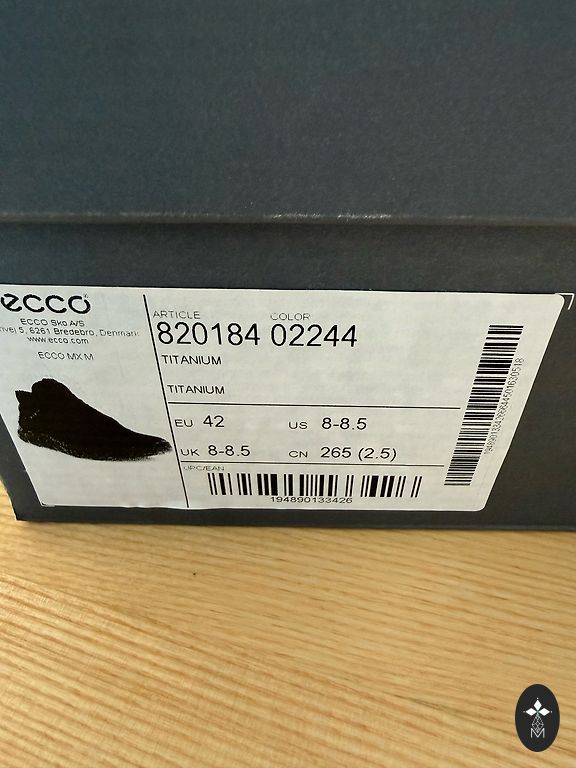 ecco
ECCO Sko A/S
nvej 5, 6261 Bredebro, Denmark
www.ecco.com
ECCO MX M
ARTICLE COLOR
820184 02244
TITANIUM
TITANIUM
EU 42 US 8-8.5
UK 8-8.5 CN 265 (2.5)
UPC/EAN
194890133426
M